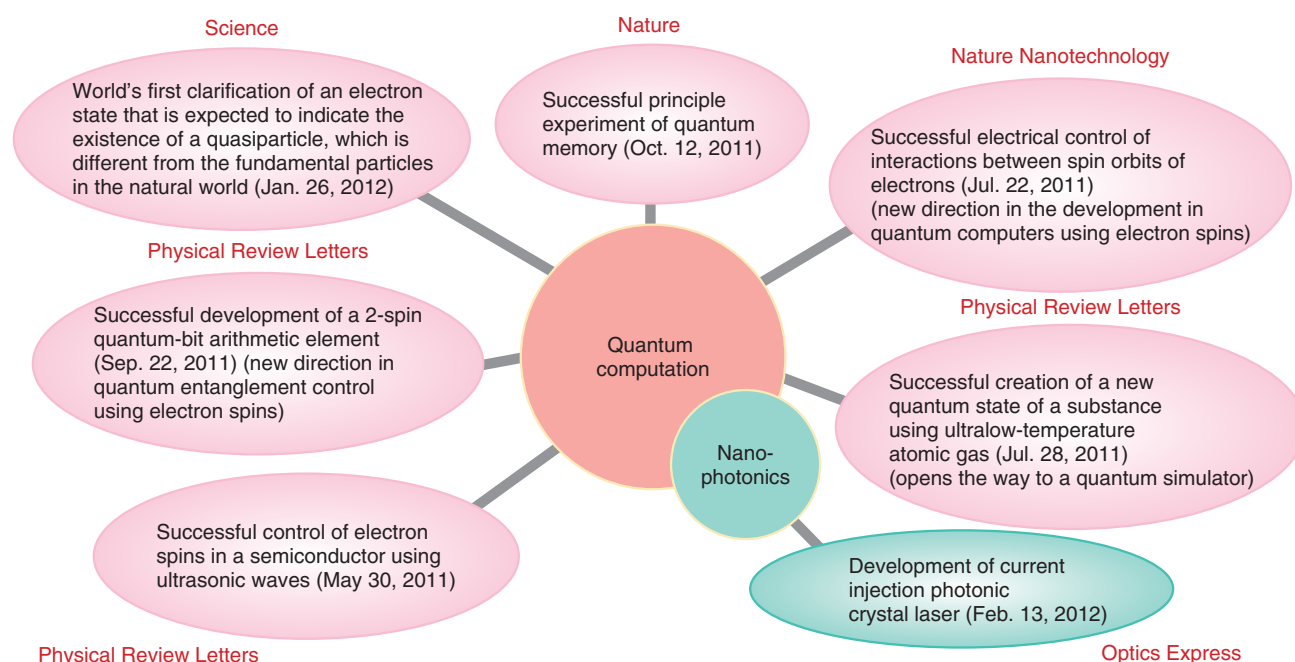 Science
World’s first clarification of an electron
state that is expected to indicate the
existence of a quasiparticle, which is
different from the fundamental particles
in the natural world (Jan. 26, 2012)
Nature
Successful principle
experiment of quantum
memory (Oct. 12, 2011)
Nature Nanotechnology
Successful electrical control of
interactions between spin orbits of
electrons (Jul. 22, 2011)
(new direction in the development in
quantum computers using electron spins)
Physical Review Letters
Successful development of a 2-spin
quantum-bit arithmetic element
(Sep. 22, 2011) (new direction in
quantum entanglement control
using electron spins)
Quantum
computation
Physical Review Letters
Successful creation of a new
quantum state of a substance
using ultralow-temperature
atomic gas (Jul. 28, 2011)
(opens the way to a quantum simulator)
Nano-
photonics
Successful control of electron
spins in a semiconductor using
ultrasonic waves (May 30, 2011)
Physical Review Letters
Development of current
injection photonic
crystal laser (Feb. 13, 2012)
Optics Express